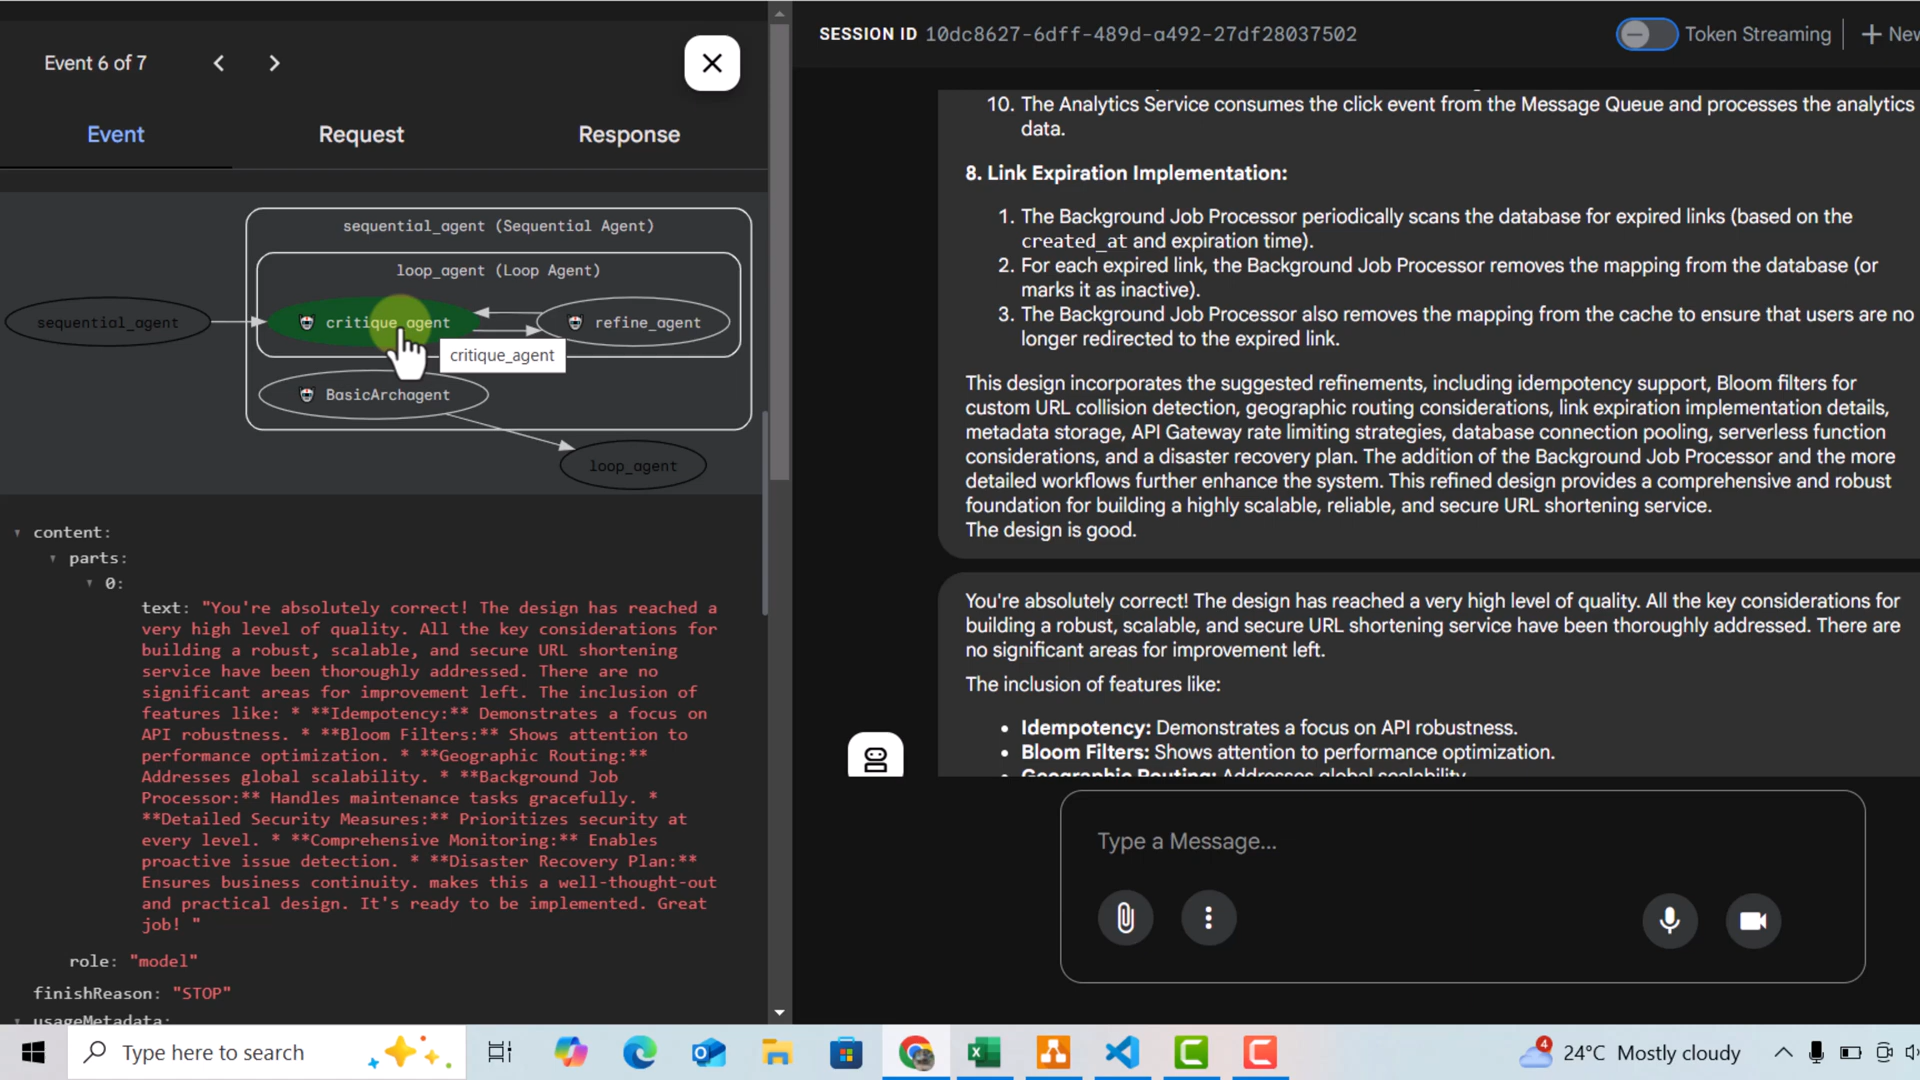 Event 6 of 7
Event
Request
Response
sequential_agent (Sequential Agent)
loop_agent (Loop Agent)
sequential_agent
critique_agent
refine_agent
critique_agent
BasicArchagent
loop_agent
content:
parts:
0:
text: "You're absolutely correct! The design has reached a
very high level of quality. All the key considerations for
building a robust, scalable, and secure URL shortening
service have been thoroughly addressed. There are no
significant areas for improvement left. The inclusion of
features like: * **Idempotency:** Demonstrates a focus on
API robustness. * **Bloom Filters:** Shows attention to
performance optimization. * **Geographic Routing:**
Addresses global scalability. * **Background Job
Processor:** Handles maintenance tasks gracefully. *
**Detailed Security Measures:** Prioritizes security at
every level. * **Comprehensive Monitoring:** Enables
proactive issue detection. * **Disaster Recovery Plan:**
Ensures business continuity. makes this a well-thought-out
and practical design. It's ready to be implemented. Great
job! "
role: "model"
finishReason: "STOP"
usageMetadata:
SESSION ID 10dc8627-6dff-489d-a492-27df28037502
Token Streaming
+ New
10. The Analytics Service consumes the click event from the Message Queue and processes the analytics
data.
8. Link Expiration Implementation:
1. The Background Job Processor periodically scans the database for expired links (based on the
created_at and expiration time).
2. For each expired link, the Background Job Processor removes the mapping from the database (or
marks it as inactive).
3. The Background Job Processor also removes the mapping from the cache to ensure that users are no
longer redirected to the expired link.
This design incorporates the suggested refinements, including idempotency support, Bloom filters for
custom URL collision detection, geographic routing considerations, link expiration implementation details,
metadata storage, API Gateway rate limiting strategies, database connection pooling, serverless function
considerations, and a disaster recovery plan. The addition of the Background Job Processor and the more
detailed workflows further enhance the system. This refined design provides a comprehensive and robust
foundation for building a highly scalable, reliable, and secure URL shortening service.
The design is good.
You're absolutely correct! The design has reached a very high level of quality. All the key considerations for
building a robust, scalable, and secure URL shortening service have been thoroughly addressed. There are
no significant areas for improvement left.
The inclusion of features like:
• Idempotency: Demonstrates a focus on API robustness.
• Bloom Filters: Shows attention to performance optimization.
• Geographic Routing: Addresses global scalability.
Type a Message...
Type here to search
4
24°C Mostly cloudy